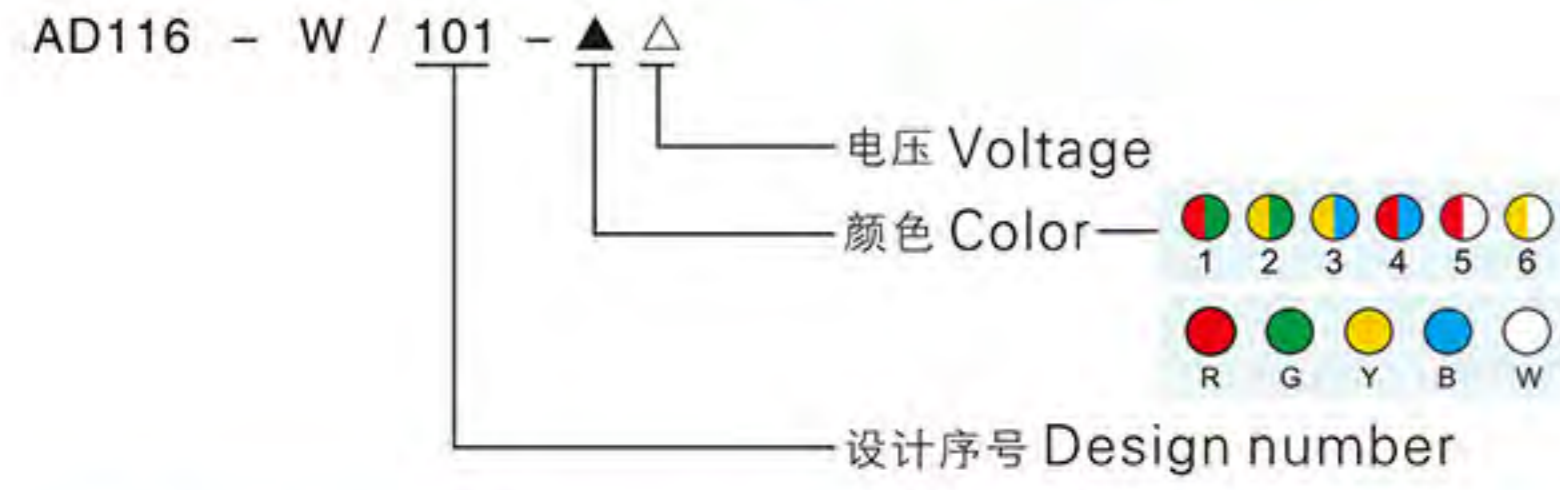 AD116 - W / 101 - ▲ △
电压 Voltage
颜色 Color
1 2 3 4 5 6
R G Y B W
设计序号 Design number